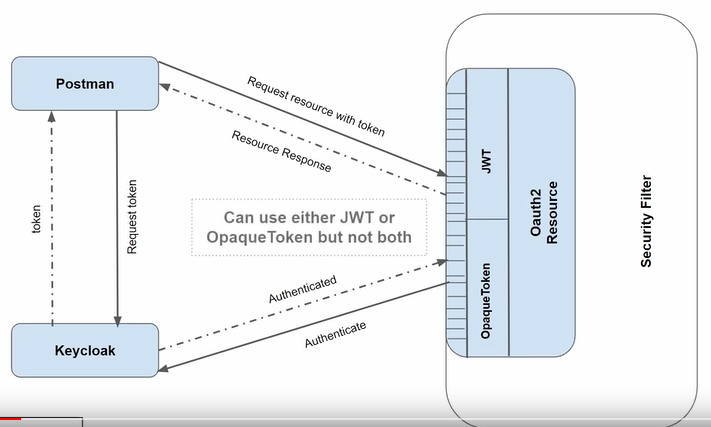 Postman
Request resource with token
Resource Response
token
Request token
Can use either JWT or
OpaqueToken but not both
JWT
OpaqueToken
Oauth2
Resource
Security Filter
Authenticated
Authenticate
Keycloak